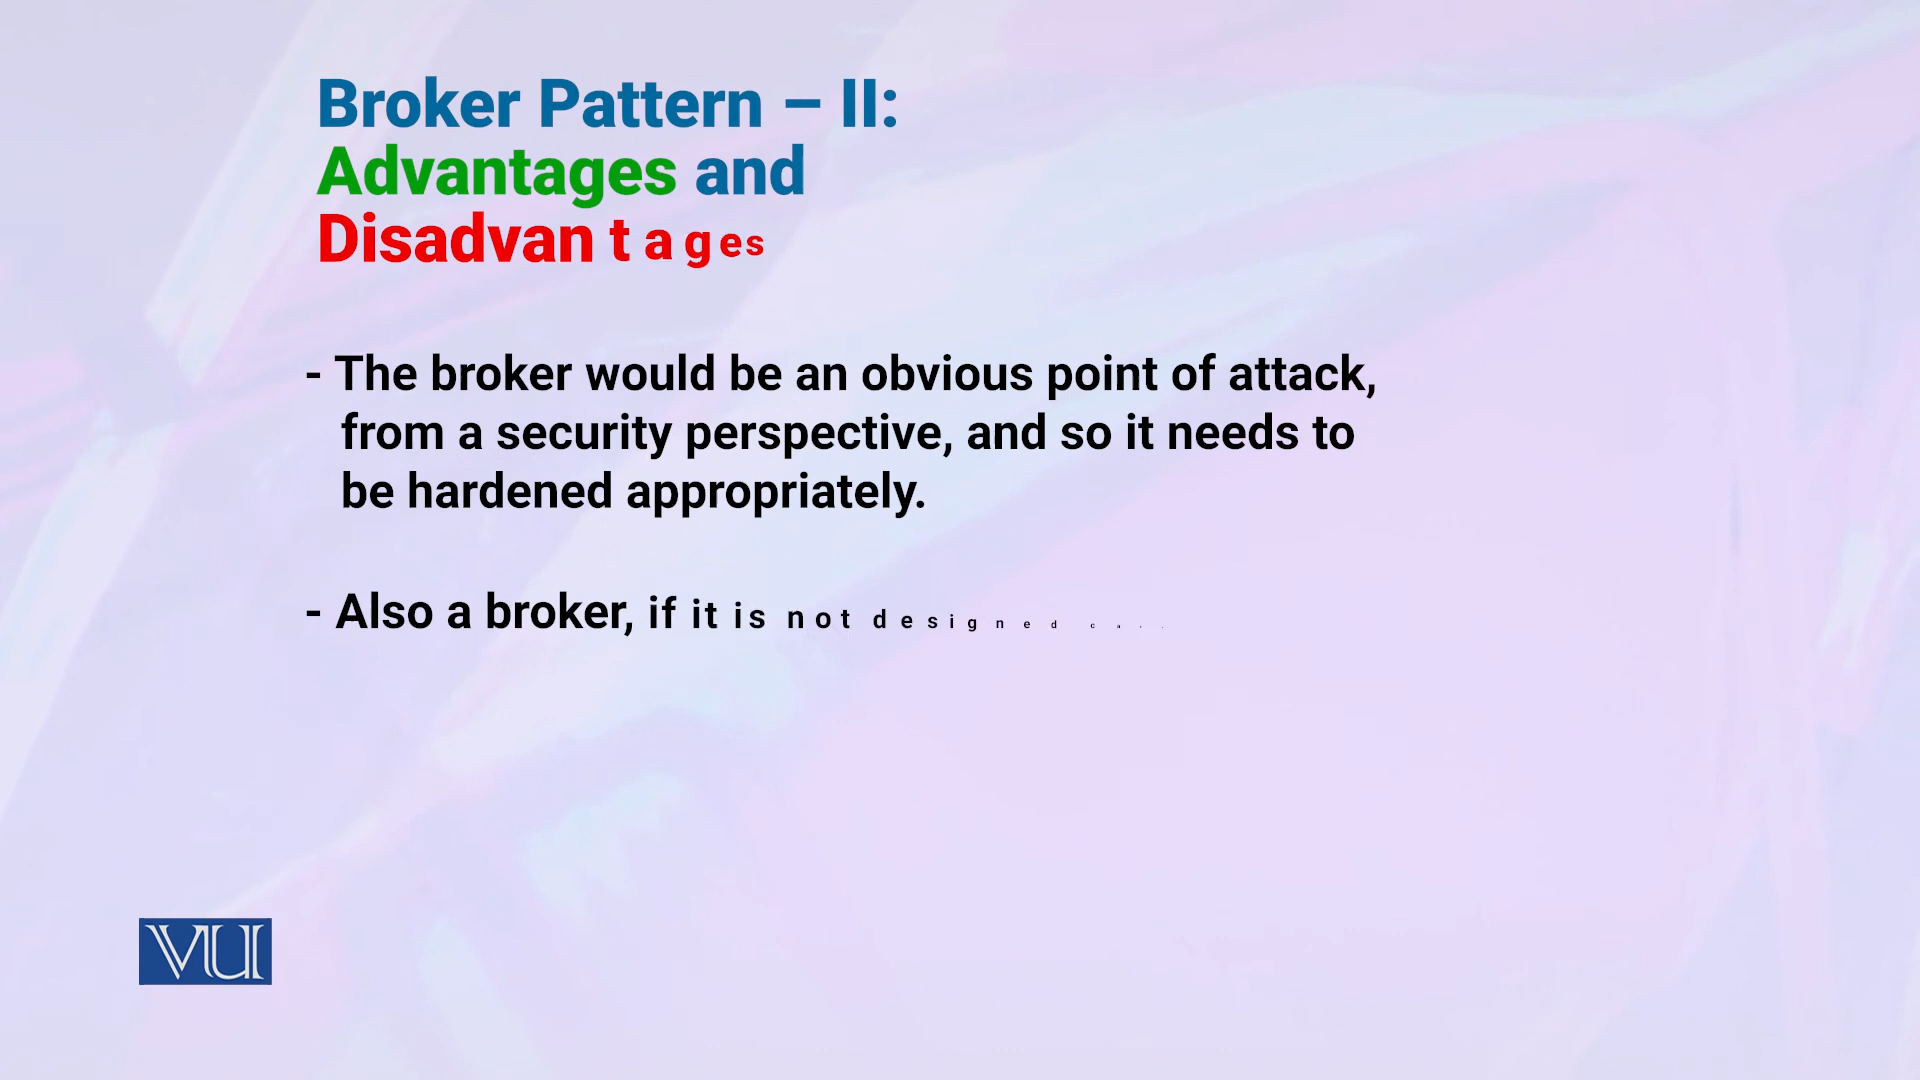 Broker Pattern – II:
Advantages and
Disadvantages
- The broker would be an obvious point of attack,
from a security perspective, and so it needs to
be hardened appropriately.
- Also a broker, if it is not designed
VU